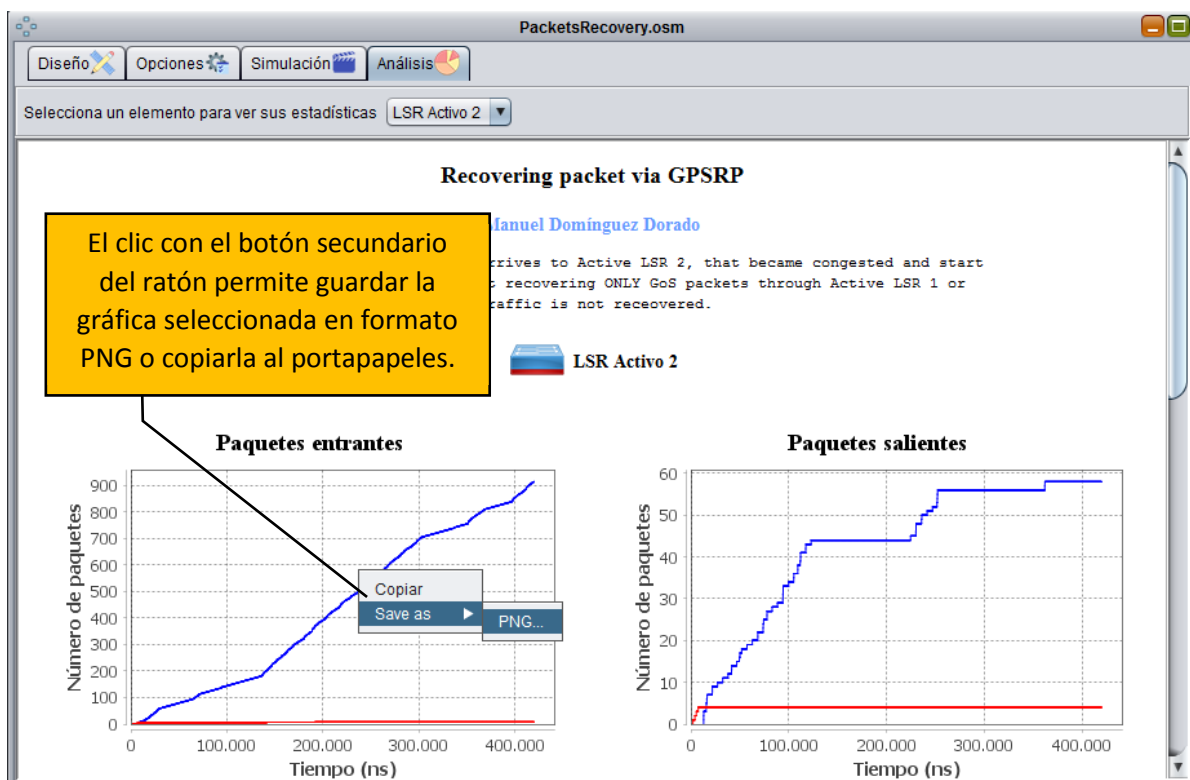 PacketsRecovery.osm
Diseño Opciones Simulación Análisis
Selecciona un elemento para ver sus estadísticas LSR Activo 2
Recovering packet via GPSRP
Manuel Domínguez Dorado
El clic con el botón secundario
del ratón permite guardar la
gráfica seleccionada en formato
PNG o copiarla al portapapeles.
rrives to Active LSR 2, that became congested and start
t recovering ONLY GoS packets through Active LSR 1 or
raffic is not receovered.
LSR Activo 2
Paquetes entrantes
Número de paquetes
900
800
700
600
500
400
300
200
100
0
0 100.000 200.000 300.000 400.000
Tiempo (ns)
Copiar
Save as
PNG...
Paquetes salientes
Número de paquetes
60
50
40
30
20
10
0
0 100.000 200.000 300.000 400.000
Tiempo (ns)